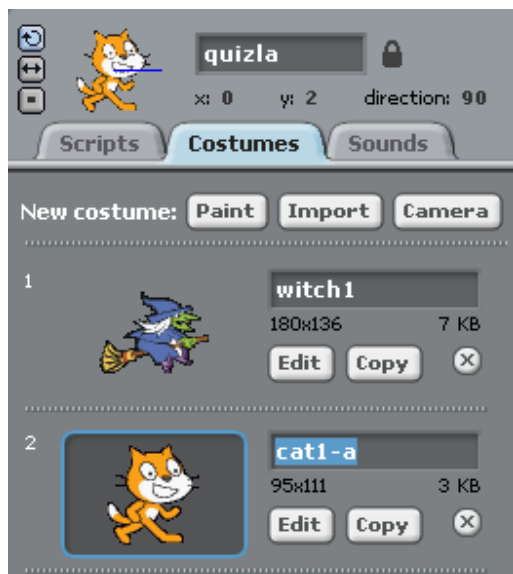 quizla
x: 0 y: 2 direction: 90
Scripts Costumes Sounds
New costume: Paint Import Camera
1
witch1
180x136 7 KB
Edit Copy
2
cat1-a
95x111 3 KB
Edit Copy